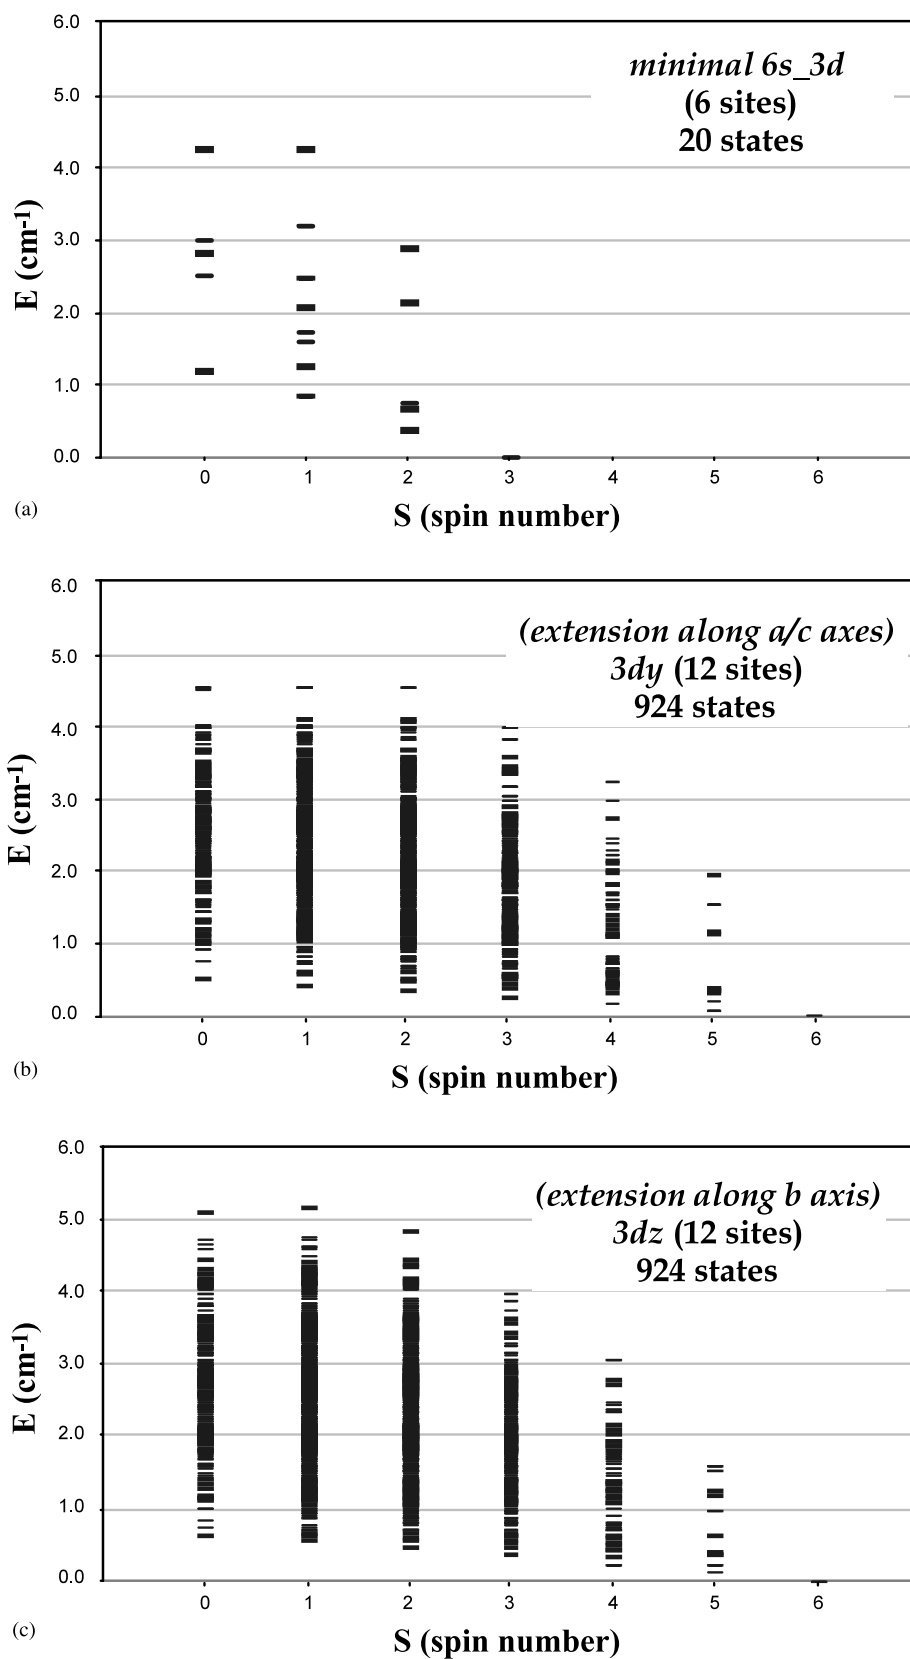 6.0
minimal 6s_3d
(6 sites)
20 states
5.0
4.0
3.0
2.0
1.0
0.0
E (cm-1)
0 1 2 3 4 5 6
(a)
S (spin number)
6.0
(extension along a/c axes)
3dy (12 sites)
924 states
5.0
4.0
3.0
2.0
1.0
0.0
E (cm-1)
0 1 2 3 4 5 6
(b)
S (spin number)
6.0
(extension along b axis)
3dz (12 sites)
924 states
5.0
4.0
3.0
2.0
1.0
0.0
E (cm-1)
0 1 2 3 4 5 6
(c)
S (spin number)